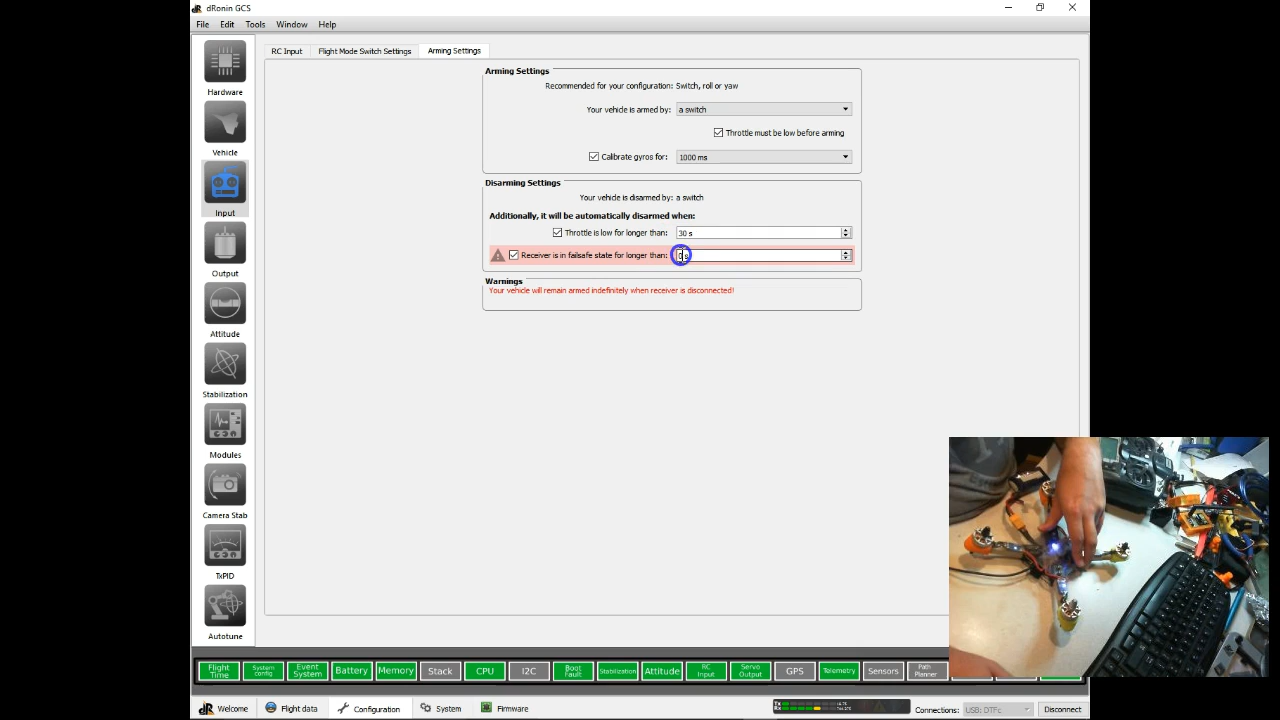 dRonin GCS
File Edit Tools Window Help
RC Input Flight Mode Switch Settings Arming Settings
Hardware
Vehicle
Input
Output
Attitude
Stabilization
Modules
Camera Stab
TxPID
Autotune
Arming Settings
Recommended for your configuration: Switch, roll or yaw
Your vehicle is armed by: a switch
Throttle must be low before arming
Calibrate gyros for: 1000 ms
Disarming Settings
Your vehicle is disarmed by: a switch
Additionally, it will be automatically disarmed when:
Throttle is low for longer than: 30 s
Receiver is in failsafe state for longer than: 0 s
Warnings
Your vehicle will remain armed indefinitely when receiver is disconnected!
Flight Time System Config Event System Battery Memory Stack CPU I2C Boot Fault Stabilization Attitude RC Input Servo Output GPS Telemetry Sensors Path Planner
Welcome Flight data Configuration System Firmware
Tx
Rx
Connections: USB: DTFc Disconnect